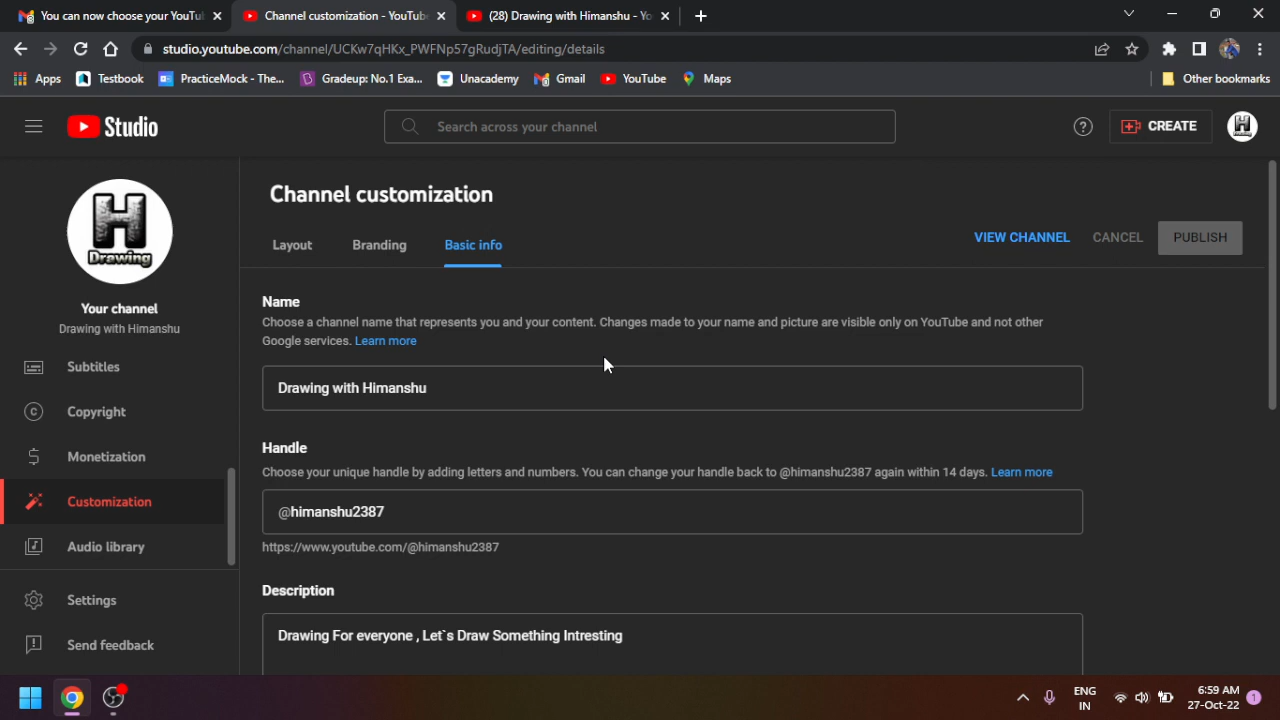 You can now choose your YouTu
Channel customization - YouTube
(28) Drawing with Himanshu - Yo
studio.youtube.com/channel/UCKw7qHKx_PWFNp57gRudjTA/editing/details
Apps
Testbook
PracticeMock - The...
Gradeup: No.1 Exa...
Unacademy
Gmail
YouTube
Maps
Other bookmarks
Studio
Search across your channel
CREATE
H
Drawing
Your channel
Drawing with Himanshu
Subtitles
Copyright
Monetization
Customization
Audio library
Settings
Send feedback
Channel customization
Layout
Branding
Basic info
VIEW CHANNEL
CANCEL
PUBLISH
Name
Choose a channel name that represents you and your content. Changes made to your name and picture are visible only on YouTube and not other
Google services. Learn more
Drawing with Himanshu
Handle
Choose your unique handle by adding letters and numbers. You can change your handle back to @himanshu2387 again within 14 days. Learn more
@himanshu2387
https://www.youtube.com/@himanshu2387
Description
Drawing For everyone , Let`s Draw Something Intresting
ENG
IN
6:59 AM
27-Oct-22
1